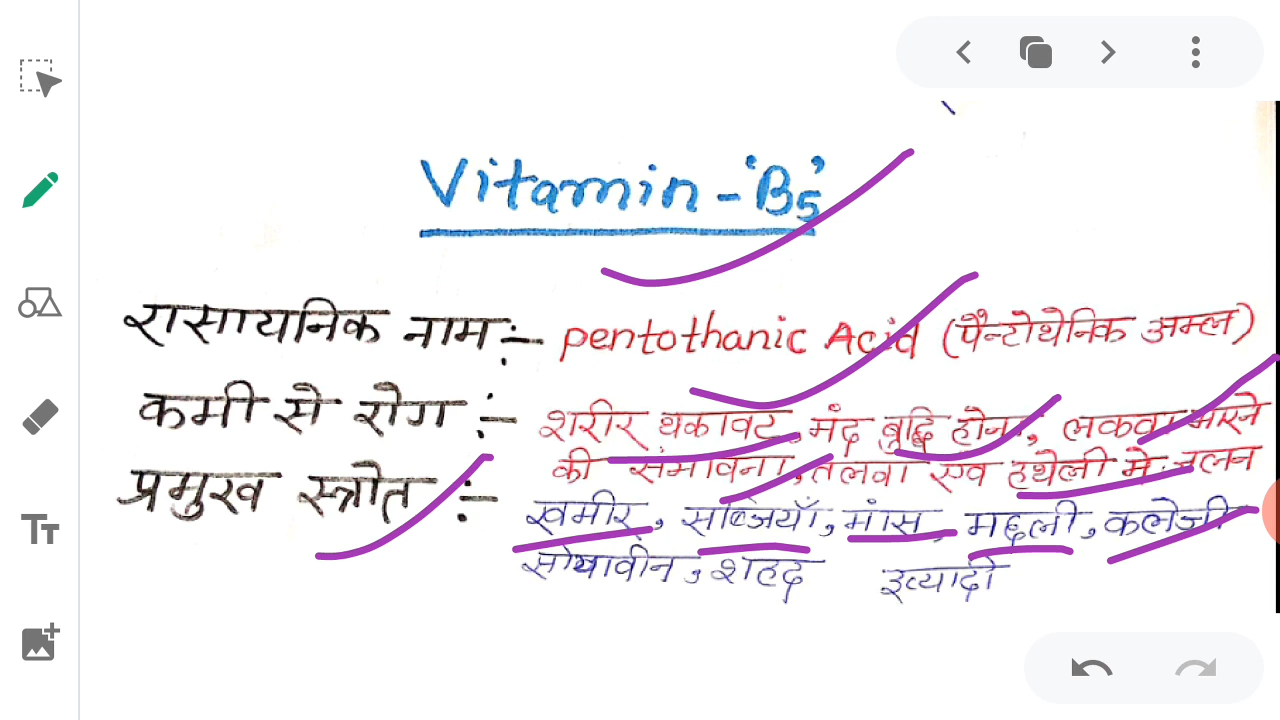 Vitamin - 'B5'
रासायनिक नाम :- pentothanic Acid (पैन्टोथेनिक अम्ल)
कमी से रोग :- शरीर थकावट, मंद बुद्धि होना, लकवा मारने
की संभावना, तलवा एव हथेली मे जलन
प्रमुख स्त्रोत :- खमीर, सब्जियाँ, मांस, मछली, कलेजी
सोयावीन, शहद इत्यादी
TT